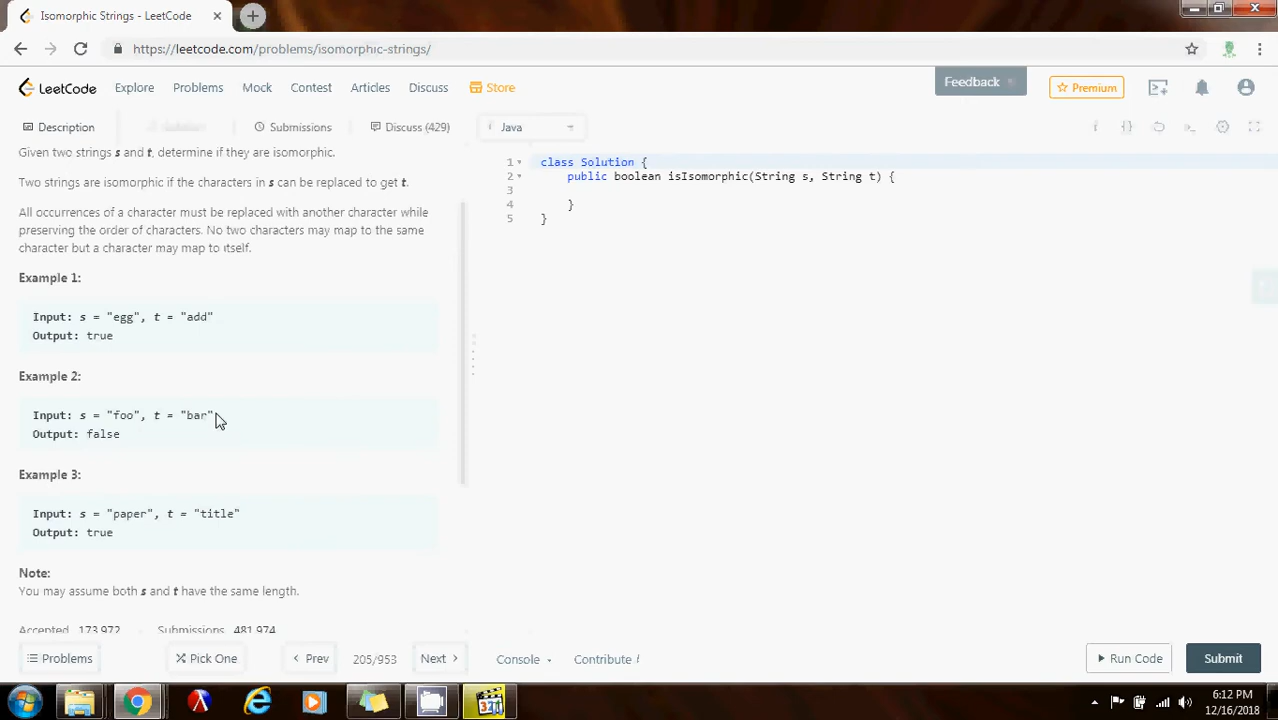 Isomorphic Strings - LeetCode
https://leetcode.com/problems/isomorphic-strings/
LeetCode Explore Problems Mock Contest Articles Discuss Store
Feedback
Premium
Description Submissions Discuss (429) Java
Given two strings s and t, determine if they are isomorphic.
Two strings are isomorphic if the characters in s can be replaced to get t.
All occurrences of a character must be replaced with another character while
preserving the order of characters. No two characters may map to the same
character but a character may map to itself.
Example 1:
Input: s = "egg", t = "add"
Output: true
Example 2:
Input: s = "foo", t = "bar"
Output: false
Example 3:
Input: s = "paper", t = "title"
Output: true
Note:
You may assume both s and t have the same length.
Accepted 173,972 Submissions 481,974
1 class Solution {
2 public boolean isIsomorphic(String s, String t) {
3
4 }
5 }
Problems Pick One Prev 205/953 Next Console Contribute Run Code Submit
321
6:12 PM
12/16/2018